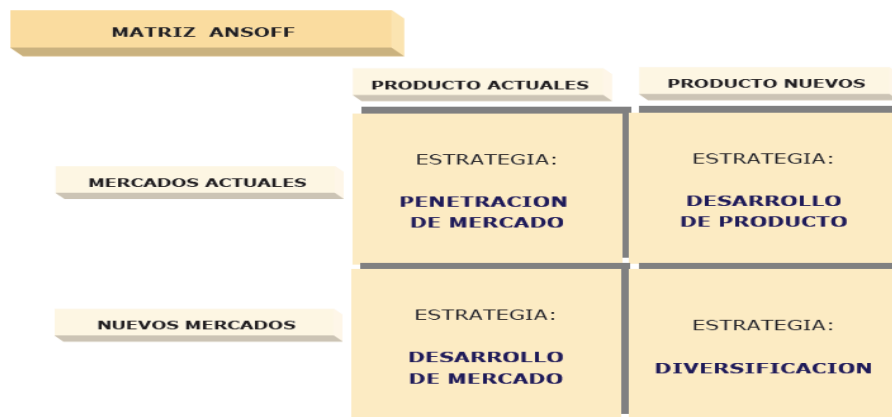 MATRIZ ANSOFF
PRODUCTO ACTUALES
PRODUCTO NUEVOS
MERCADOS ACTUALES
ESTRATEGIA:
PENETRACION
DE MERCADO
ESTRATEGIA:
DESARROLLO
DE PRODUCTO
NUEVOS MERCADOS
ESTRATEGIA:
DESARROLLO
DE MERCADO
ESTRATEGIA:
DIVERSIFICACION